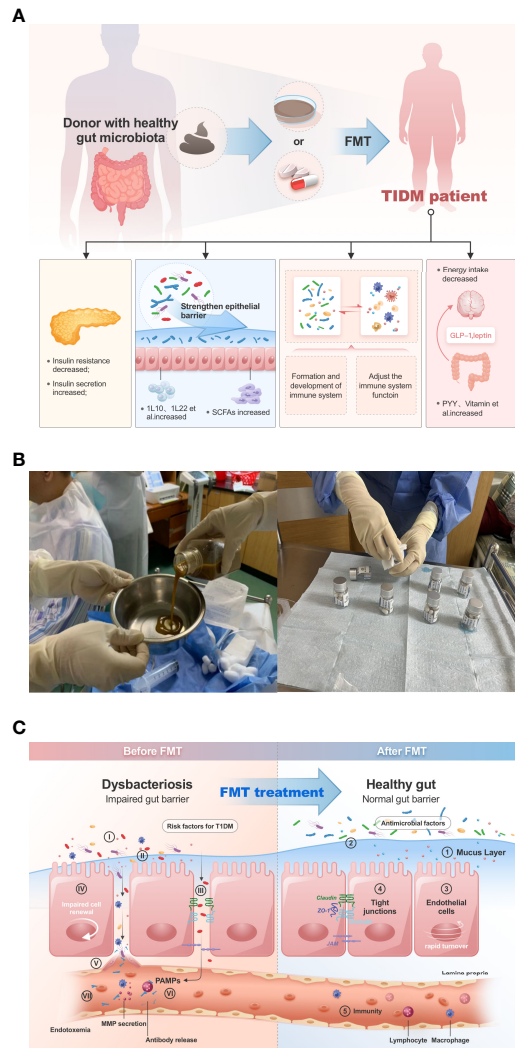 A
Donor with healthy
gut microbiota
or
FMT
TIDM patient
Strengthen epithelial
barrier
• Insulin resistance
decreased;
• Insulin secretion
increased;
• 1L10、1L22 et
al.increased
• SCFAs increased
Formation and
development of
immune system
Adjust the
immune system
functoin
• Energy intake
decreased
GLP-1,leptin
• PYY、Vitamin et
al.increased
B
C
Before FMT
After FMT
Dysbacteriosis
Impaired gut barrier
FMT treatment
Healthy gut
Normal gut barrier
Risk factors for T1DM
Antimicrobial factors
I
II
2
1
Mucus Layer
IV
Impaired cell
renewal
III
Claudin
ZO-1
JAM
4
Tight
junctions
3
Endothelial
cells
rapid turnover
V
Lamina propria
PAMPs
VII
VI
5
Immunity
MMP secretion
Endotoxemia
Antibody release
Lymphocyte
Macrophage